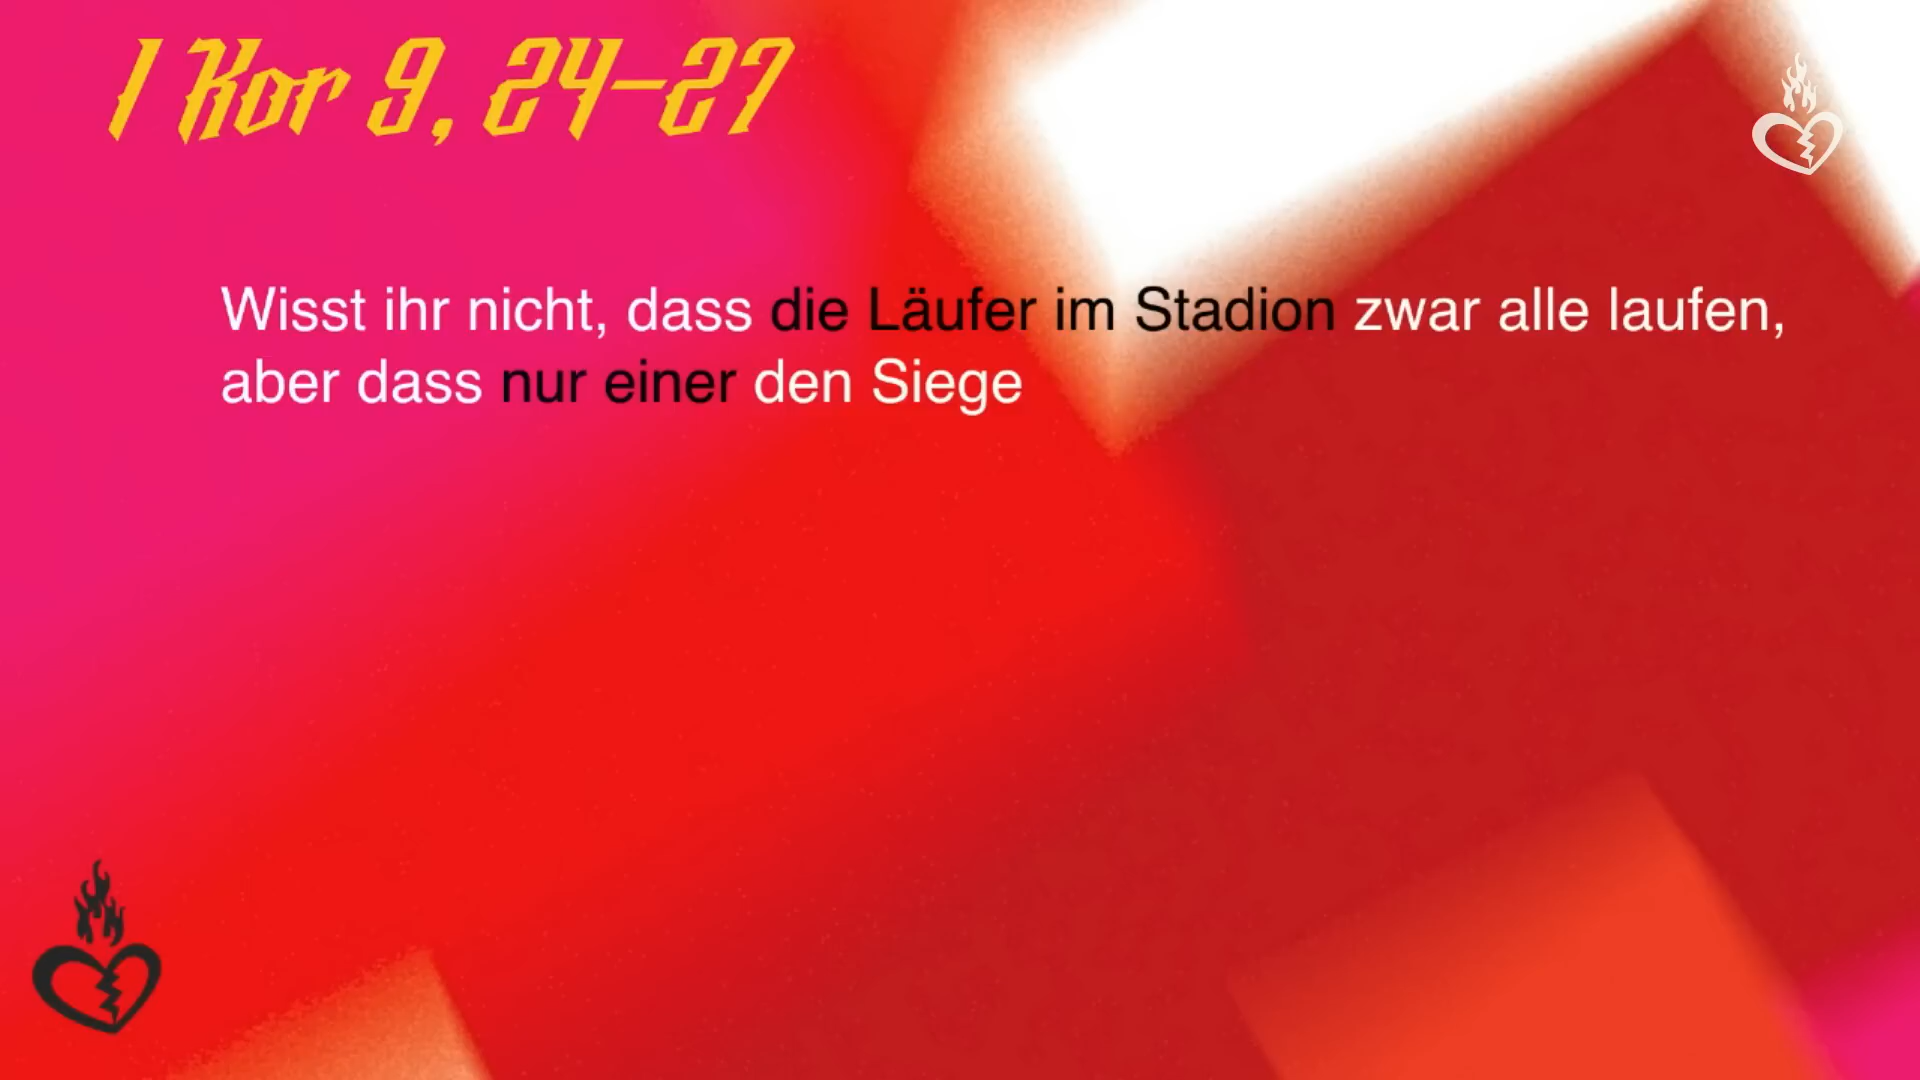 1 Kor 9, 24–27
Wisst ihr nicht, dass die Läufer im Stadion zwar alle laufen,
aber dass nur einer den Siege